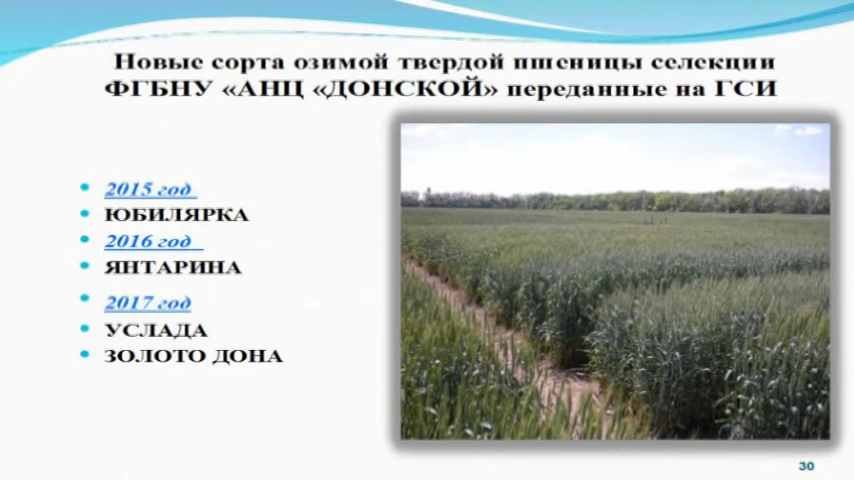 Новые сорта озимой твердой пшеницы селекции
ФГБНУ «АНЦ «ДОНСКОЙ» переданные на ГСИ
2015 год
ЮБИЛЯРКА
2016 год
ЯНТАРИНА
2017 год
УСЛАДА
ЗОЛОТО ДОНА
30